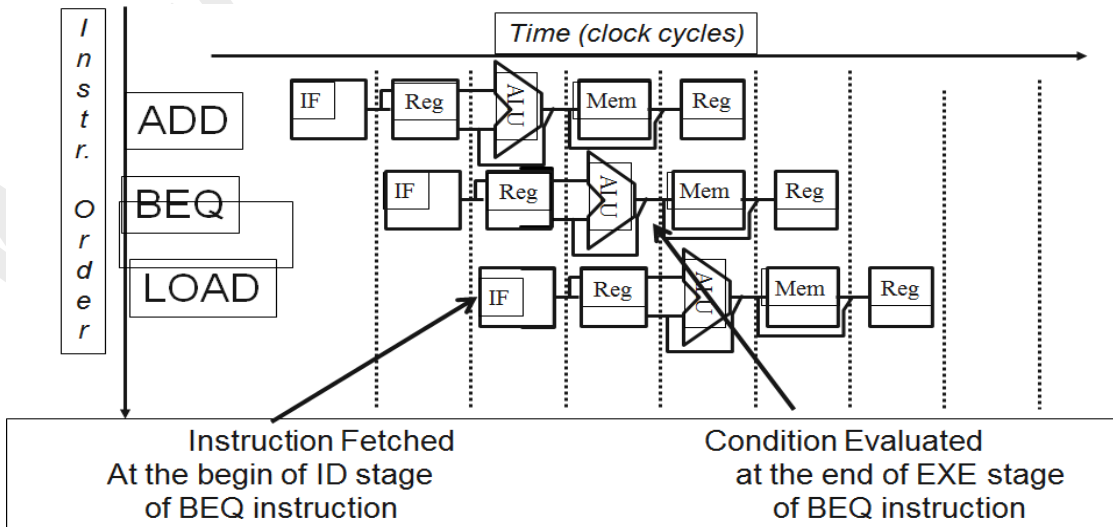 Instr. Order
Time (clock cycles)
ADD
IF
Reg
ALU
Mem
Reg
BEQ
IF
Reg
ALU
Mem
Reg
LOAD
IF
Reg
ALU
Mem
Reg
Instruction Fetched
At the begin of ID stage
of BEQ instruction
Condition Evaluated
at the end of EXE stage
of BEQ instruction